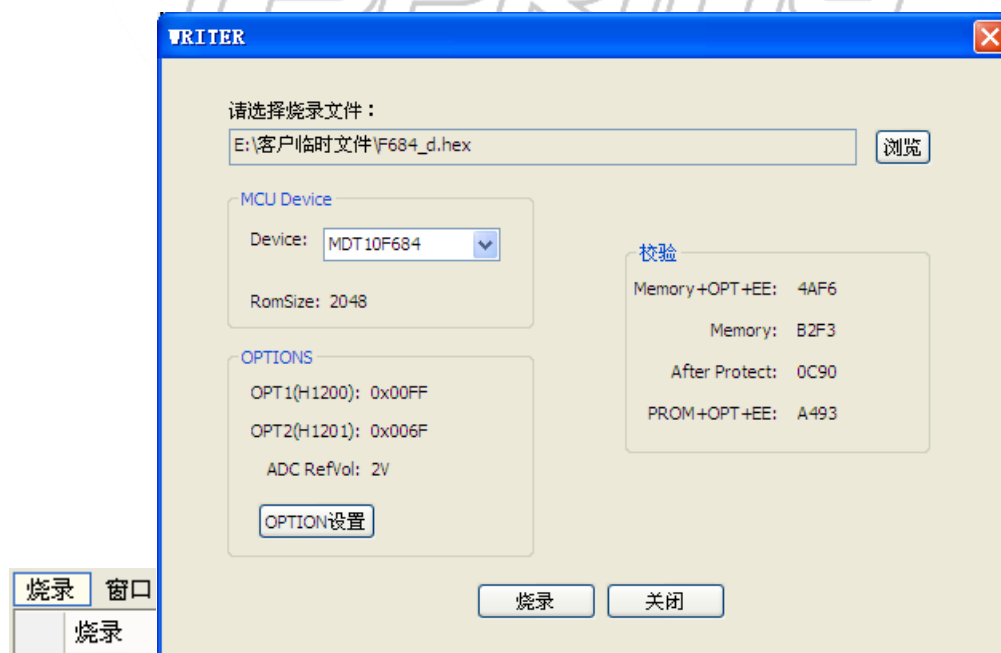 WRITER
请选择烧录文件：
E:\客户临时文件\F684_d.hex
浏览
MCU Device
Device: MDT10F684
RomSize: 2048
校验
Memory+OPT+EE: 4AF6
Memory: B2F3
After Protect: 0C90
PROM+OPT+EE: A493
OPTIONS
OPT1(H1200): 0x00FF
OPT2(H1201): 0x006F
ADC RefVol: 2V
OPTION设置
烧录 关闭
烧录 窗口
烧录